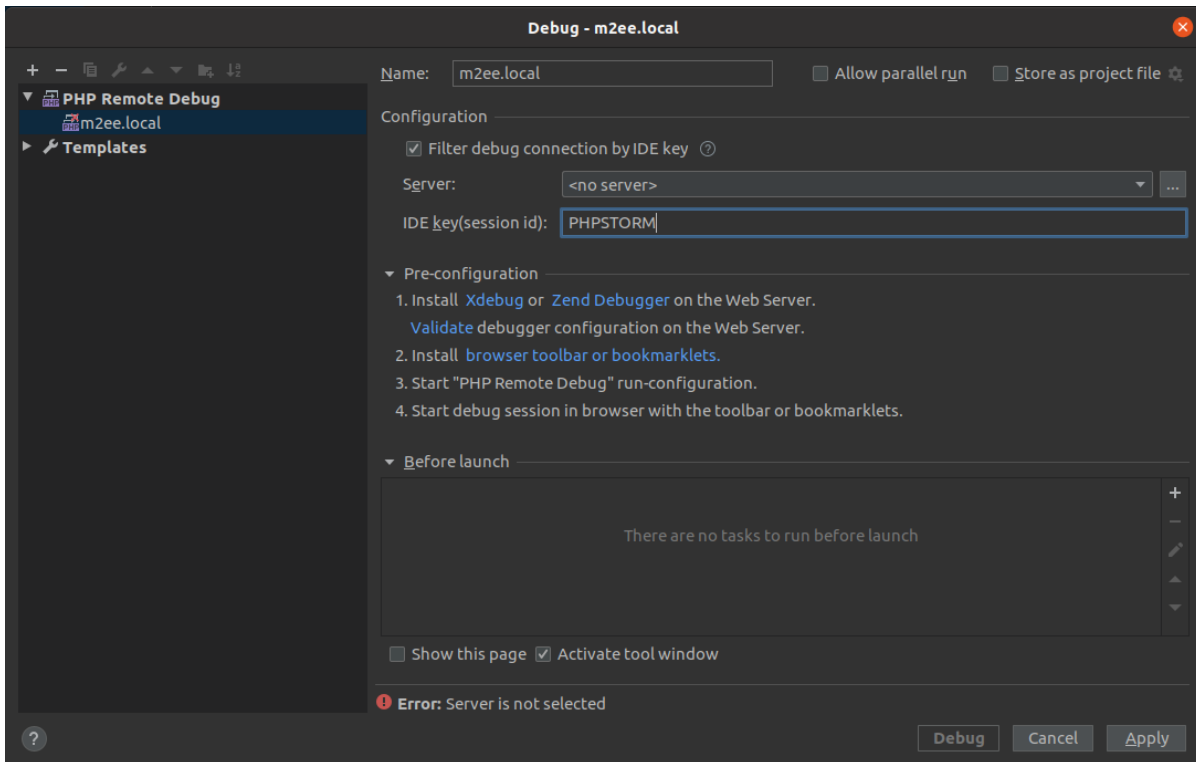 Debug - m2ee.local
Name: m2ee.local Allow parallel run Store as project file
PHP Remote Debug
m2ee.local
Templates
Configuration
Filter debug connection by IDE key
Server: <no server> ...
IDE key(session id): PHPSTORM
Pre-configuration
1. Install Xdebug or Zend Debugger on the Web Server.
Validate debugger configuration on the Web Server.
2. Install browser toolbar or bookmarklets.
3. Start "PHP Remote Debug" run-configuration.
4. Start debug session in browser with the toolbar or bookmarklets.
Before launch
There are no tasks to run before launch
Show this page Activate tool window
Error: Server is not selected
? Debug Cancel Apply